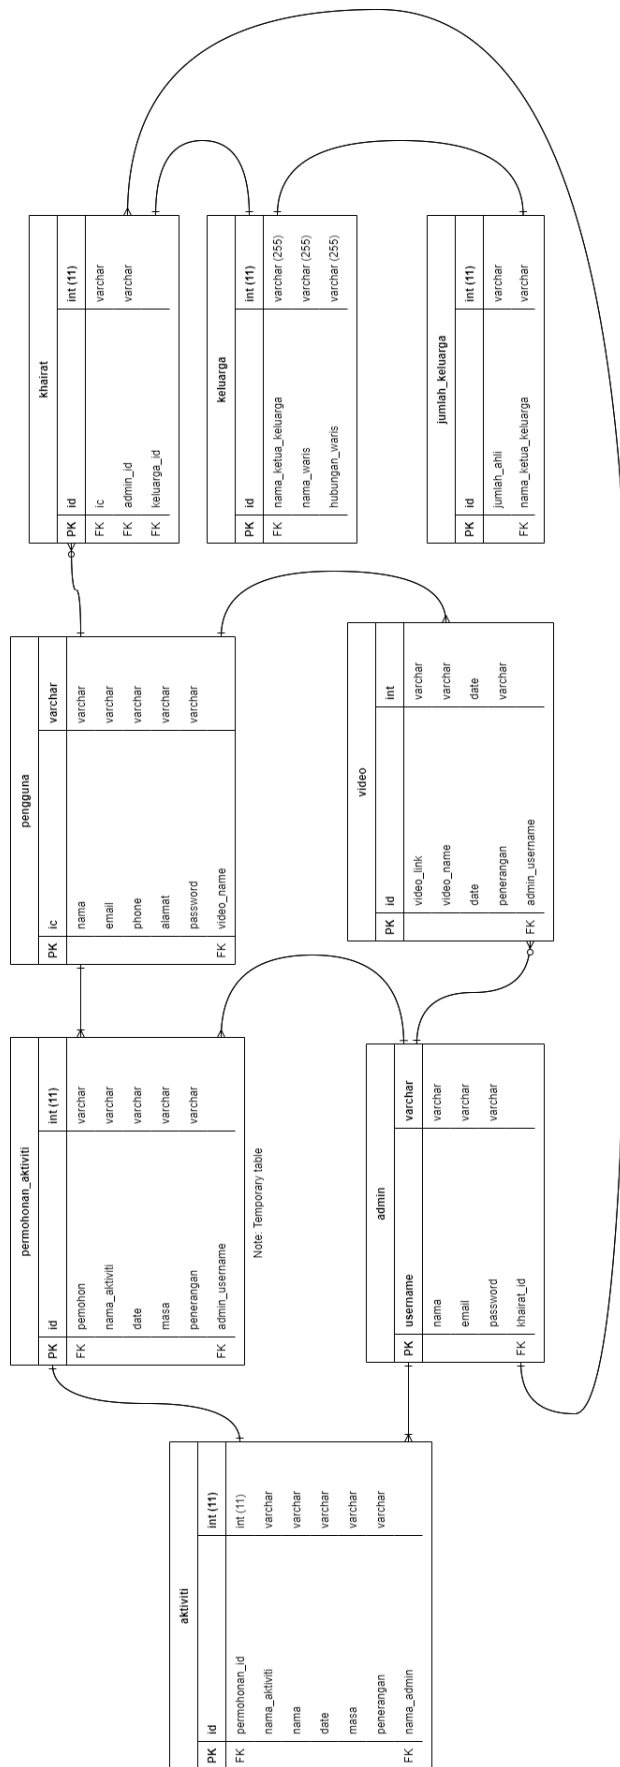 aktiviti
PK id int (11)
FK permohonan_id int (11)
nama_aktiviti varchar
nama varchar
date varchar
masa varchar
penerangan varchar
FK nama_admin
permohonan_aktiviti
PK id int (11)
FK pemohon varchar
nama_aktiviti varchar
date varchar
masa varchar
penerangan varchar
FK admin_username
Note: Temporary table
admin
PK username varchar
nama varchar
email varchar
password varchar
FK khairat_id
pengguna
PK ic varchar
nama varchar
email varchar
phone varchar
alamat varchar
password varchar
FK video_name
video
PK id int
video_link varchar
video_name varchar
date date
penerangan varchar
FK admin_username
khairat
PK id int (11)
FK ic varchar
FK admin_id varchar
FK keluarga_id
keluarga
PK id int (11)
FK nama_ketua_keluarga varchar (255)
nama_waris varchar (255)
hubungan_waris varchar (255)
jumlah_keluarga
PK id int (11)
jumlah_ahli varchar
FK nama_ketua_keluarga varchar